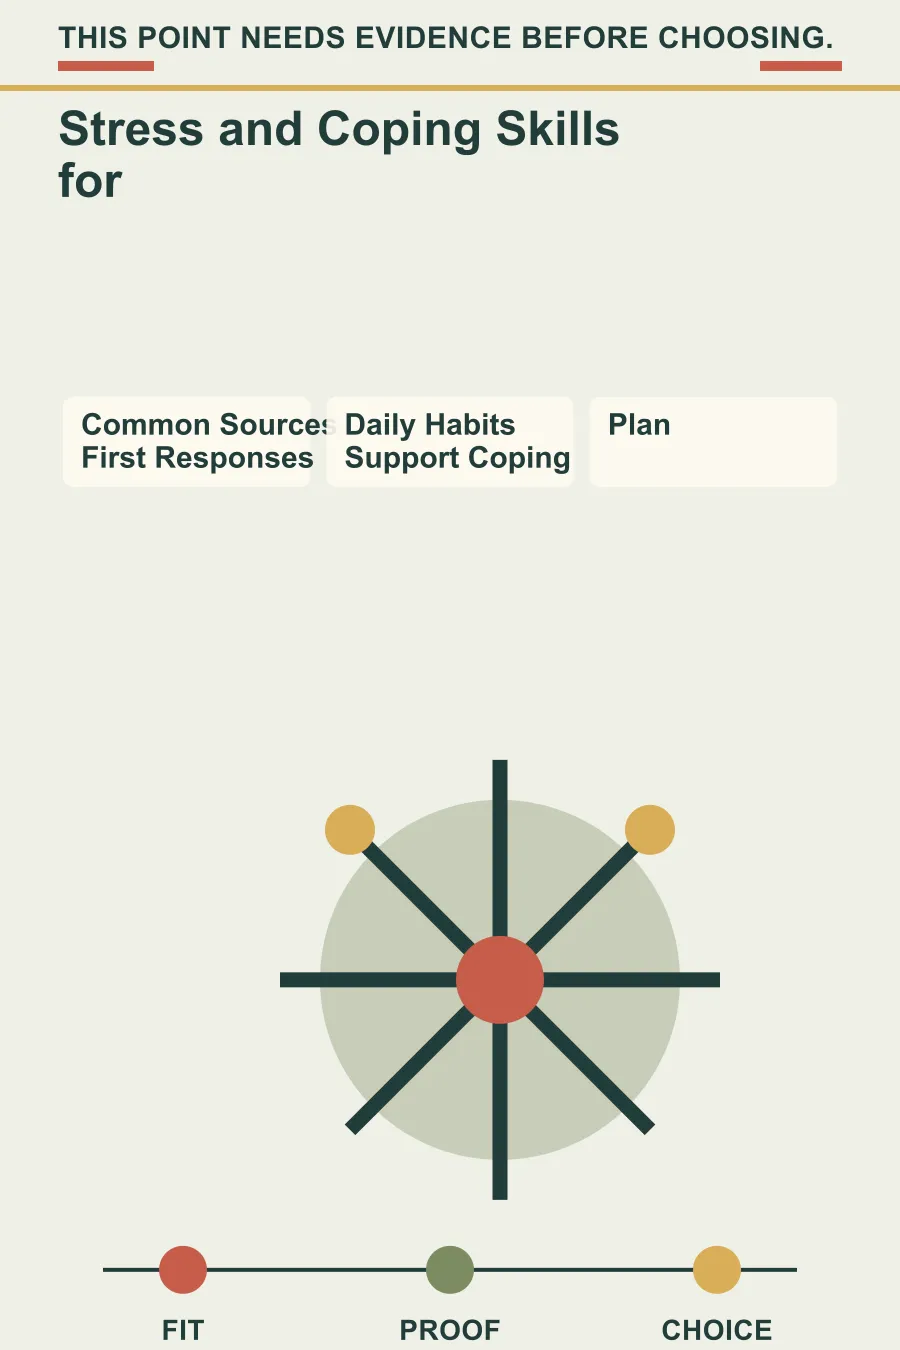 THIS POINT NEEDS EVIDENCE BEFORE CHOOSING.
Stress and Coping Skills
for
Common Sources
First Responses
Daily Habits
Support Coping
Plan
FIT
PROOF
CHOICE